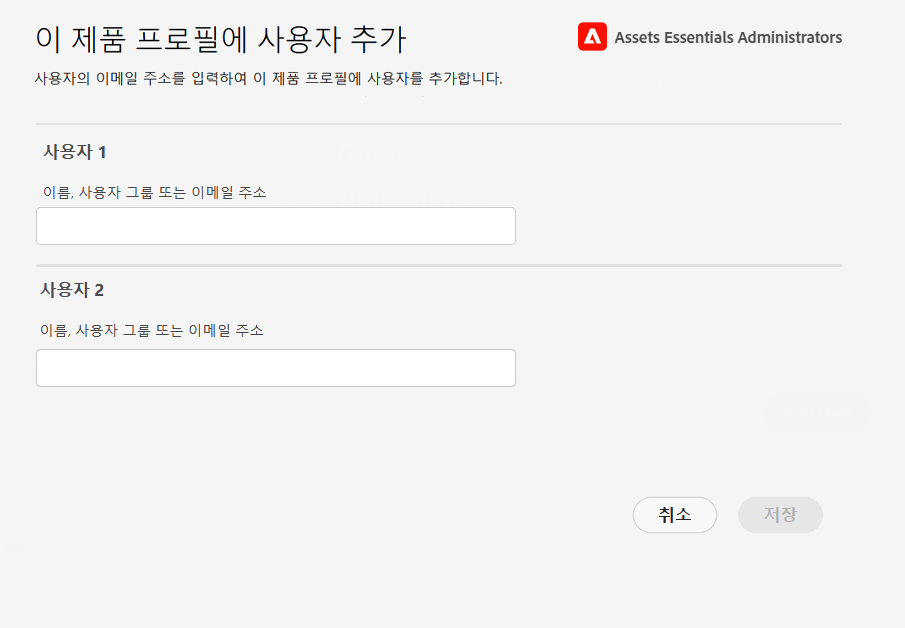 이 제품 프로필에 사용자 추가
Assets Essentials Administrators
사용자의 이메일 주소를 입력하여 이 제품 프로필에 사용자를 추가합니다.
사용자 1
이름, 사용자 그룹 또는 이메일 주소
사용자 2
이름, 사용자 그룹 또는 이메일 주소
취소
저장